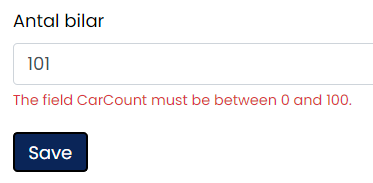 Antal bilar
101
The field CarCount must be between 0 and 100.
Save